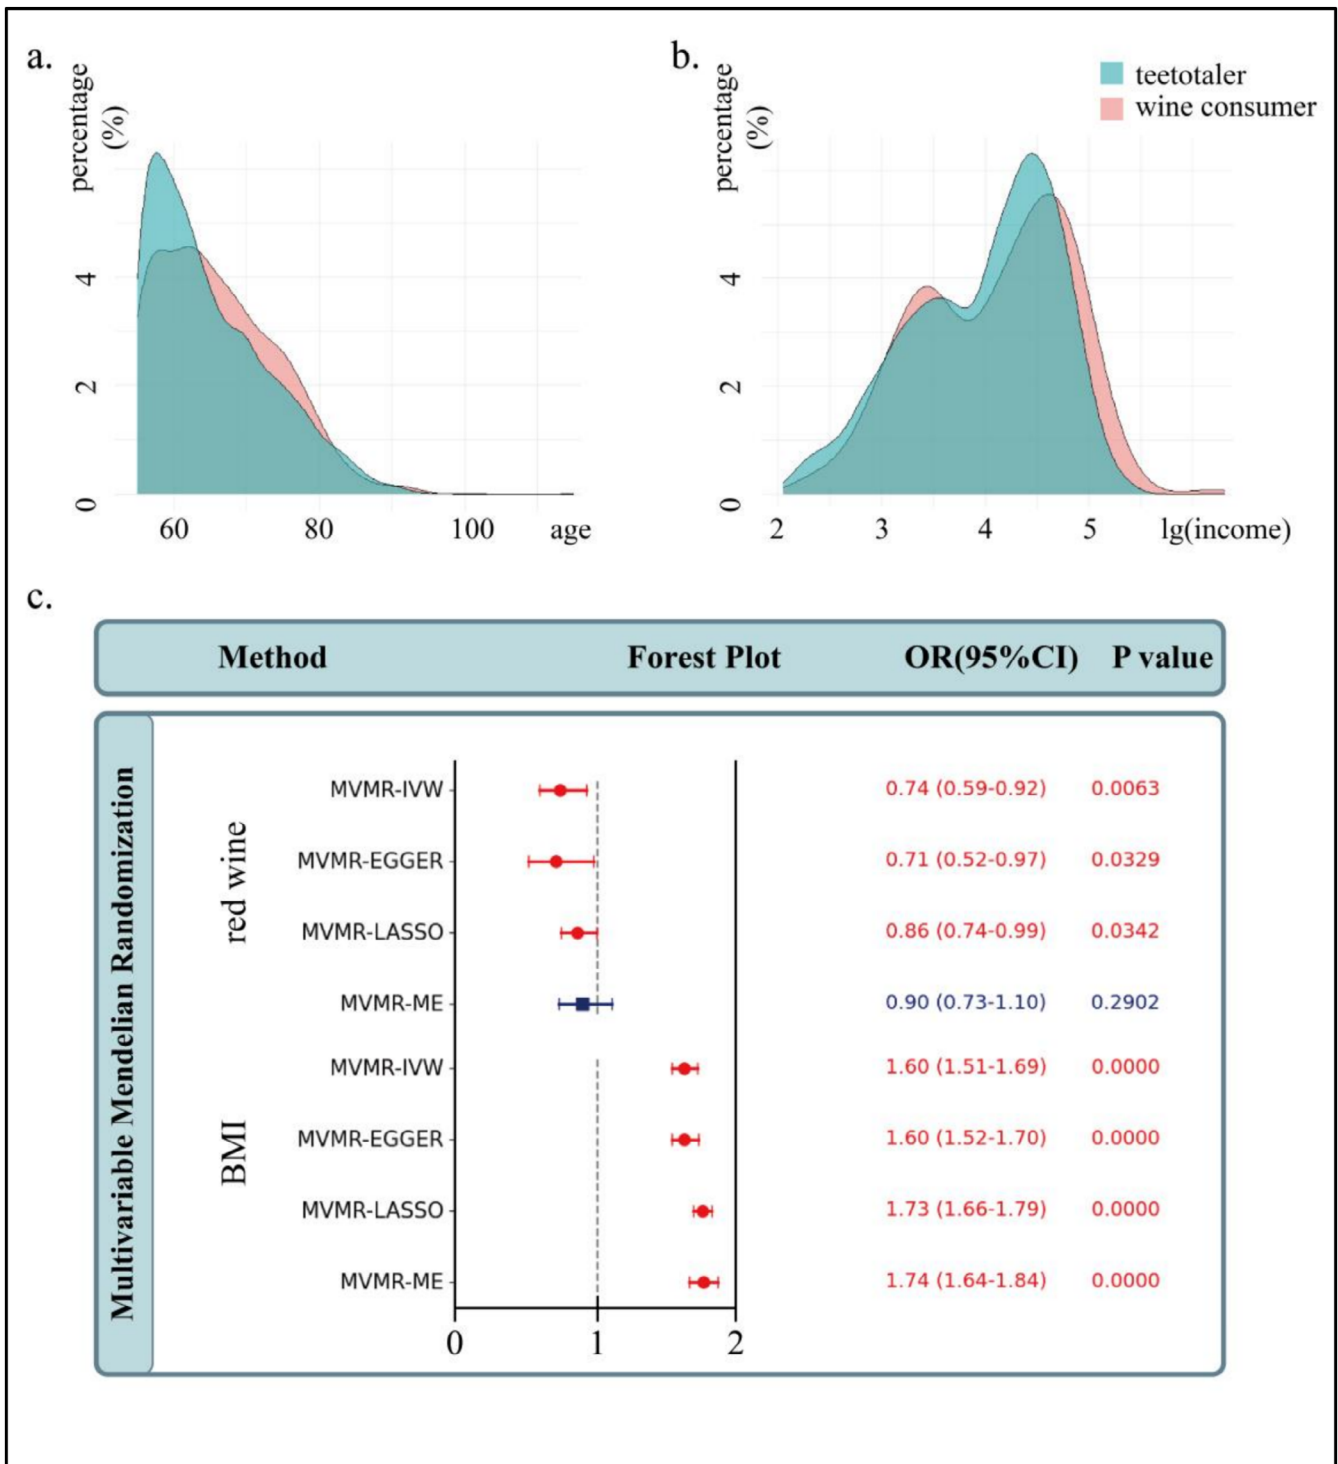 a.
percentage
(%)
4
2
0
60 80 100 age
b.
percentage
(%)
teetotaler
wine consumer
4
2
0
2 3 4 5 lg(income)
c.
Method Forest Plot OR(95%CI) P value
Multivariable Mendelian Randomization
red wine
MVMR-IVW 0.74 (0.59-0.92) 0.0063
MVMR-EGGER 0.71 (0.52-0.97) 0.0329
MVMR-LASSO 0.86 (0.74-0.99) 0.0342
MVMR-ME 0.90 (0.73-1.10) 0.2902
BMI
MVMR-IVW 1.60 (1.51-1.69) 0.0000
MVMR-EGGER 1.60 (1.52-1.70) 0.0000
MVMR-LASSO 1.73 (1.66-1.79) 0.0000
MVMR-ME 1.74 (1.64-1.84) 0.0000
0 1 2